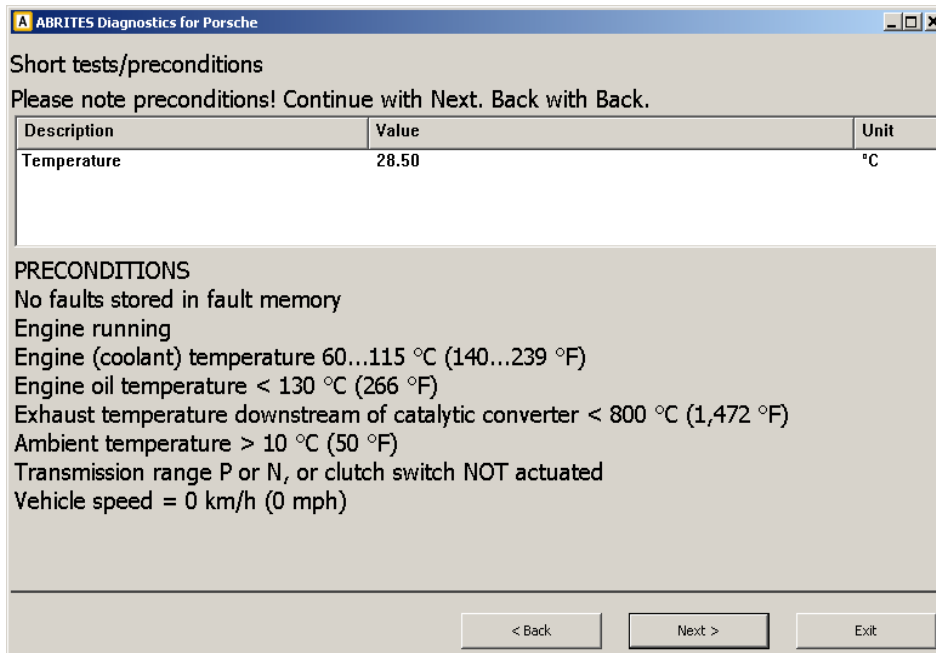 A ABRITES Diagnostics for Porsche
Short tests/preconditions
Please note preconditions! Continue with Next. Back with Back.
Description Value Unit
Temperature 28.50 °C
PRECONDITIONS
No faults stored in fault memory
Engine running
Engine (coolant) temperature 60...115 °C (140...239 °F)
Engine oil temperature < 130 °C (266 °F)
Exhaust temperature downstream of catalytic converter < 800 °C (1,472 °F)
Ambient temperature > 10 °C (50 °F)
Transmission range P or N, or clutch switch NOT actuated
Vehicle speed = 0 km/h (0 mph)
< Back Next > Exit